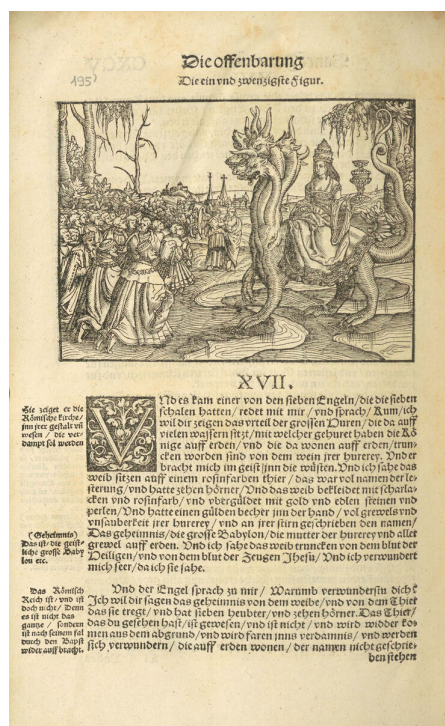 Die offenbarung
195
Die ein vnd zwenzigste Figur.
XVII.
Hie zeiget er die
Römische kirche/
jnn jrer gestalt vñ
wesen / die ver-
dampt sol werden
VNd es kam einer von den sieben Engeln/die die sieben
schalen hatten/ redet mit mir / vnd sprach/ Kum/ich
wil dir zeigen das vrteil der grossen Huren/ die da auff
vielen wassern sitzt/mit welcher gehuret haben die Kö
nige auff erden/ vnd die da wonen auff erden/trun-
cken worden sind von dem wein jrer hurerey. Vnd er
bracht mich im geist jnn die wüsten. Vnd ich sahe das
weib sitzen auff einem rosinfarben thier / das war vol namen der le-
sterung/vnd hatte zehen hörner/ Vnd das weib bekleidet mit scharla-
cken vnd rosinfarb/ vnd vbergüldet mit gold vnd edlen steinen vnd
perlen/Vnd hatte einen gülden becher jnn der hand / vol grewels vnd
vnsauberkeit jrer hurerey / vnd an jrer stirn geschrieben den namen/
Das geheimnis/ die grosse Babylon/die mutter der hurerey vnd aller
grewel auff erden. Vnd ich sahe das weib truncken von dem blut der
Heiligen/ vnd von dem blut der Zeugen Jhesu/ Vnd ich verwundert
mich seer/da ich sie sahe.
(Geheimnis)
Das ist/ die geist-
liche grosse Baby
lon etc.
Vnd der Engel sprach zu mir / Warumb verwunderstu dich?
Ich wil dir sagen das geheimnis von dem weibe/vnd von dem Thier
das sie tregt/ vnd hat sieben heubter/ vnd zehen hörner. Das Thier/
das du gesehen hast/ ist gewesen/ vnd ist nicht / vnd wird widder ko-
men aus dem abgrund/ vnd wird faren jnns verdamnis/ vnd werden
sich verwundern / die auff erden wonen / der namen nicht geschrie-
ben stehen
Das Römisch
Reich ist/ vnd ist
doch nicht / Denn
es ist nicht das
gantze / sondern
ist nach seinem fal
durch den Bapst
wider auff bracht.